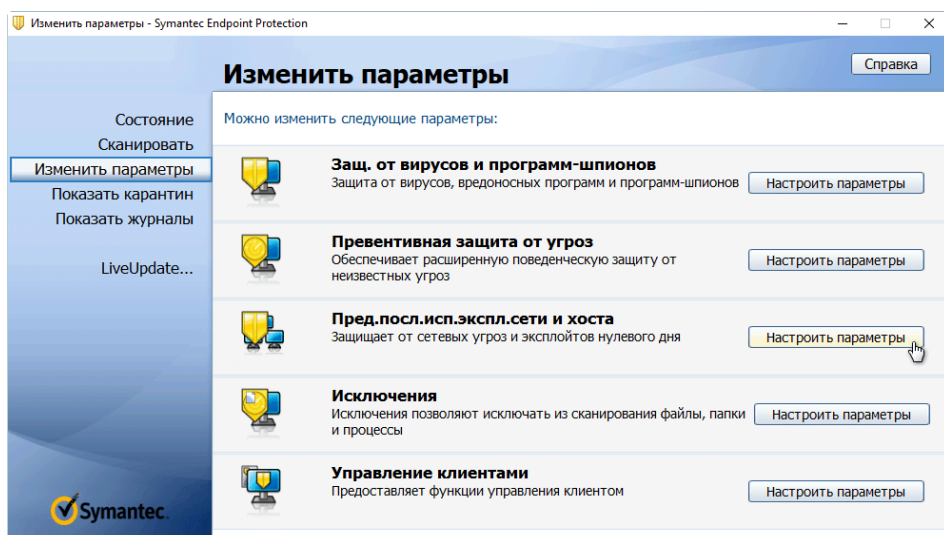 Изменить параметры - Symantec Endpoint Protection
Изменить параметры
Справка
Состояние
Сканировать
Изменить параметры
Показать карантин
Показать журналы
LiveUpdate...
Можно изменить следующие параметры:
Защ. от вирусов и программ-шпионов
Защита от вирусов, вредоносных программ и программ-шпионов
Настроить параметры
Превентивная защита от угроз
Обеспечивает расширенную поведенческую защиту от
неизвестных угроз
Настроить параметры
Пред.посл.исп.экспл.сети и хоста
Защищает от сетевых угроз и эксплойтов нулевого дня
Настроить параметры
Исключения
Исключения позволяют исключать из сканирования файлы, папки
и процессы
Настроить параметры
Управление клиентами
Предоставляет функции управления клиентом
Настроить параметры
Symantec.